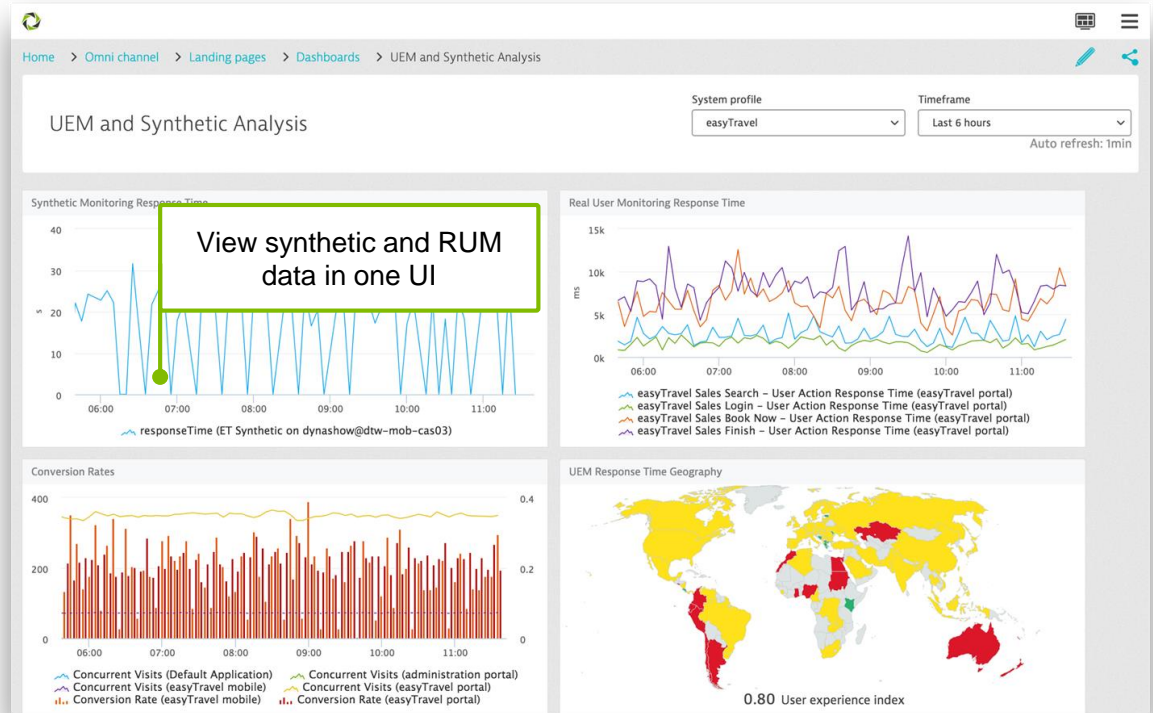 Home > Omni channel > Landing pages > Dashboards > UEM and Synthetic Analysis
UEM and Synthetic Analysis
System profile
easyTravel
Timeframe
Last 6 hours
Auto refresh: 1min
Synthetic Monitoring Response Time
40
30
s
20
10
0
06:00 07:00 08:00 09:00 10:00 11:00
responseTime (ET Synthetic on dynashow@dtw-mob-cas03)
View synthetic and RUM
data in one UI
Real User Monitoring Response Time
15k
10k
ms
5k
0k
06:00 07:00 08:00 09:00 10:00 11:00
easyTravel Sales Search – User Action Response Time (easyTravel portal)
easyTravel Sales Login – User Action Response Time (easyTravel portal)
easyTravel Sales Book Now – User Action Response Time (easyTravel portal)
easyTravel Sales Finish – User Action Response Time (easyTravel portal)
Conversion Rates
400 0.4
200 0.2
0 0
06:00 07:00 08:00 09:00 10:00 11:00
Concurrent Visits (Default Application) Concurrent Visits (administration portal)
Concurrent Visits (easyTravel mobile) Concurrent Visits (easyTravel portal)
Conversion Rate (easyTravel mobile) Conversion Rate (easyTravel portal)
UEM Response Time Geography
0.80 User experience index